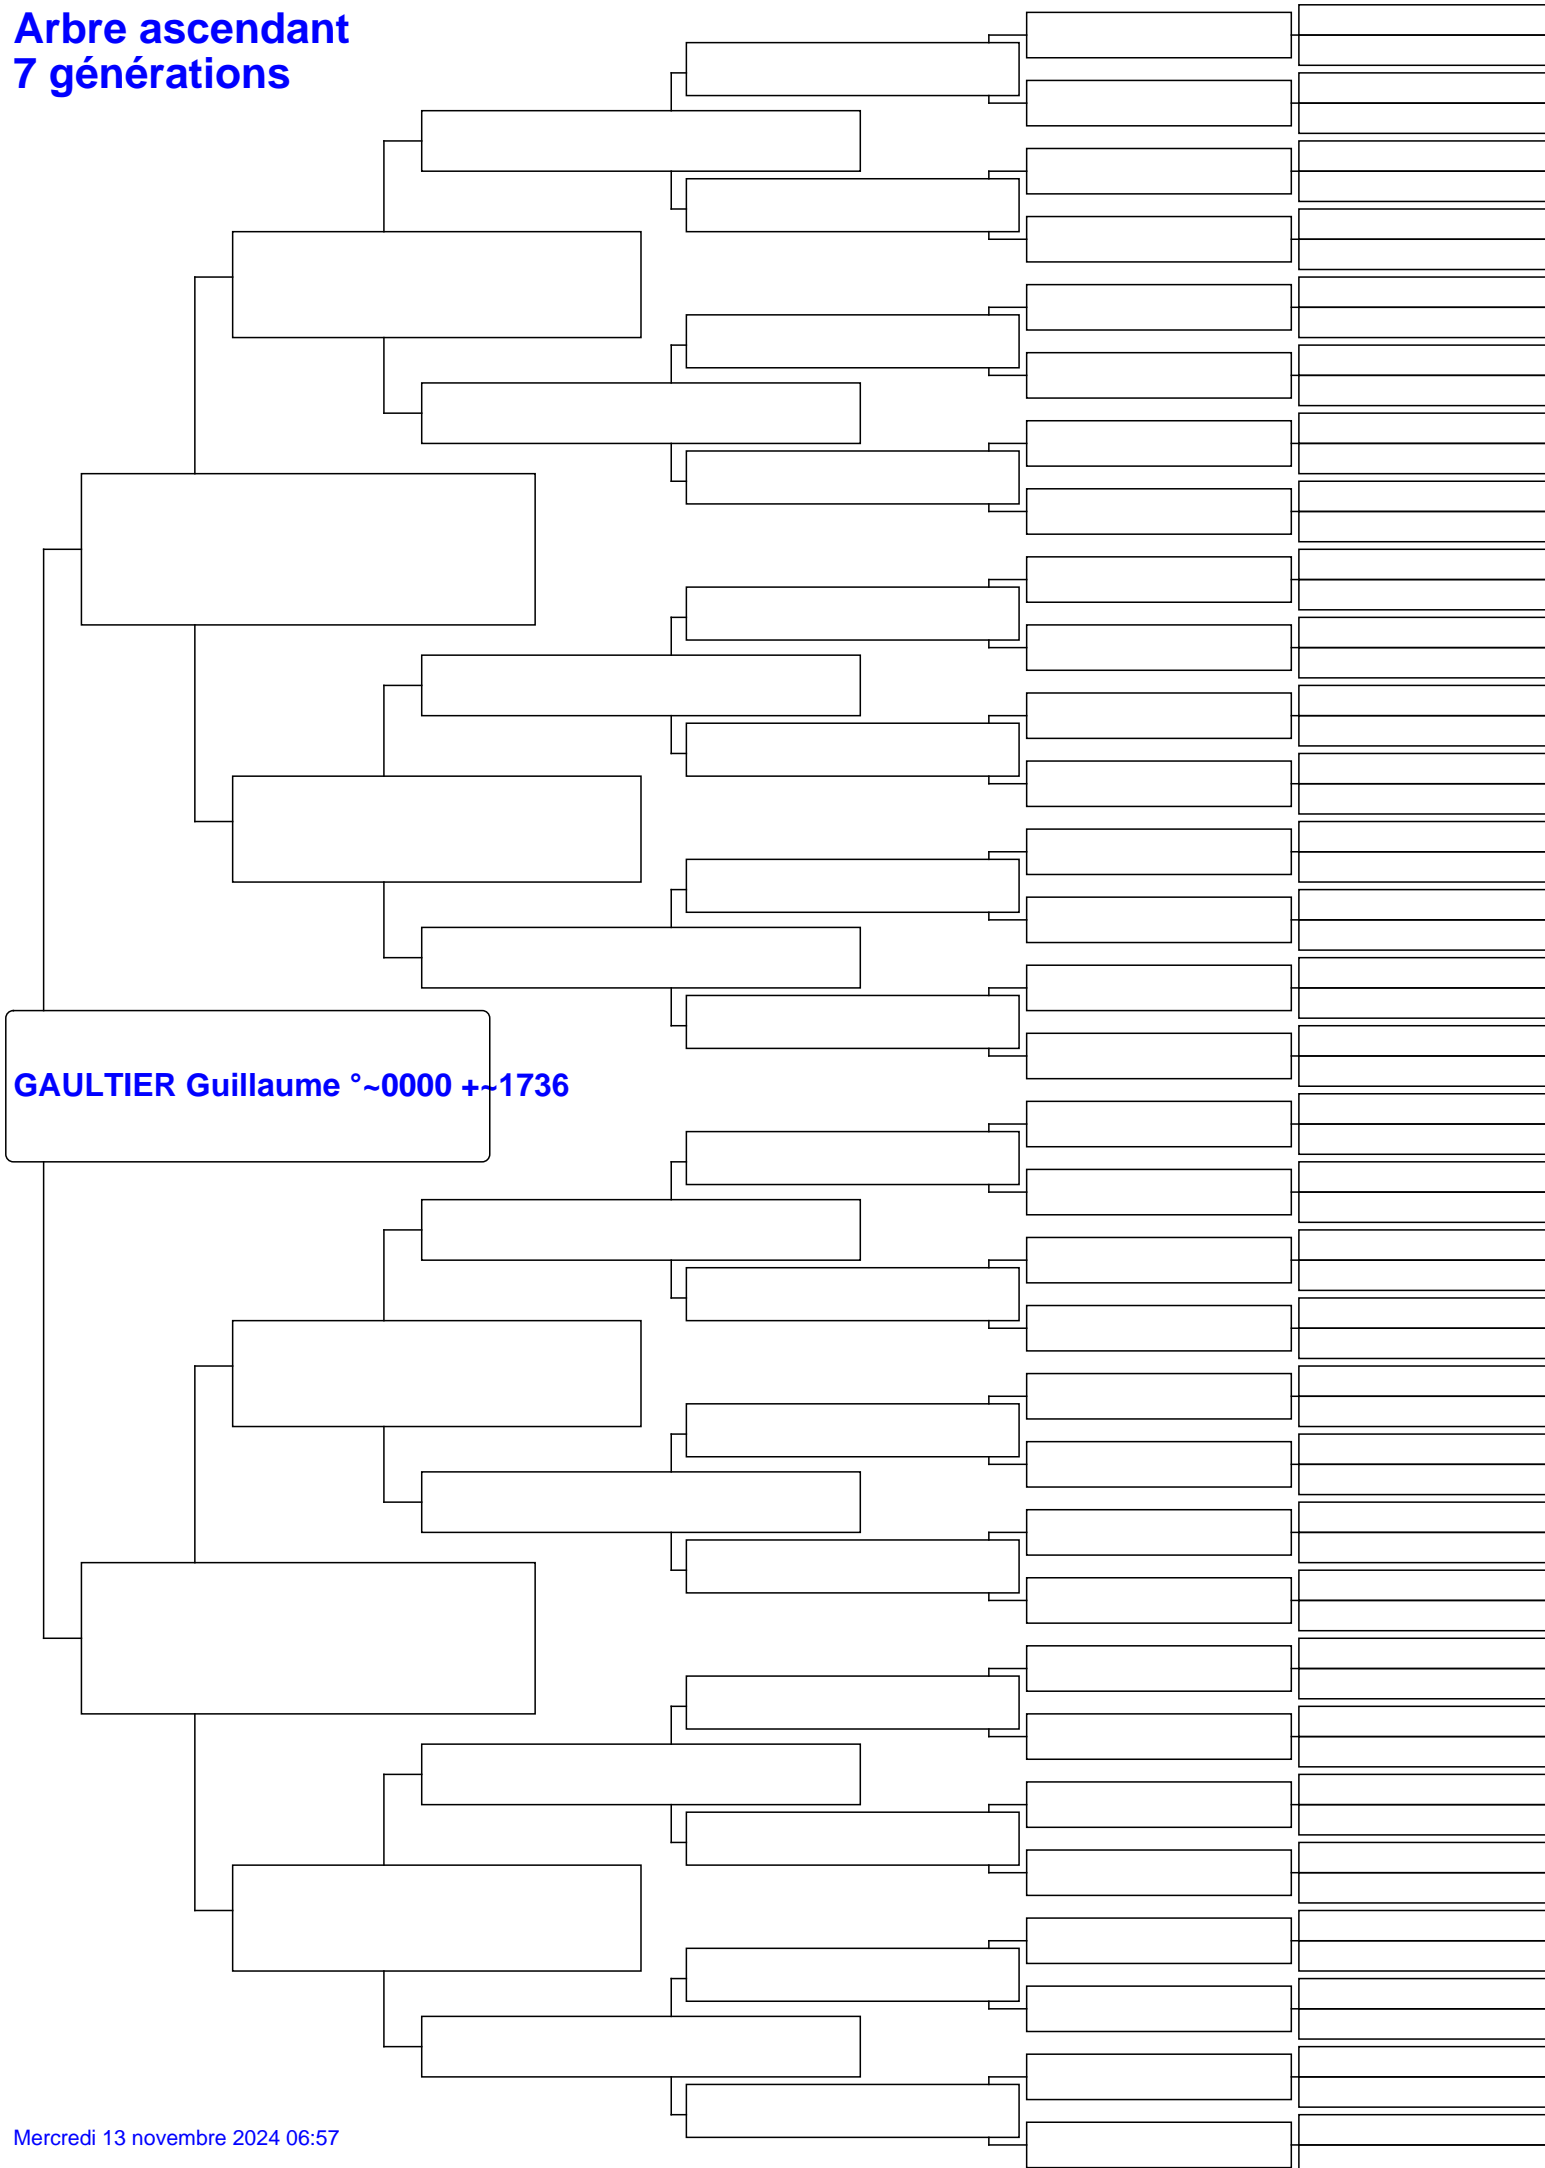 Arbre ascendant
7 générations
GAULTIER Guillaume °~0000 +~1736
Mercredi 13 novembre 2024 06:57